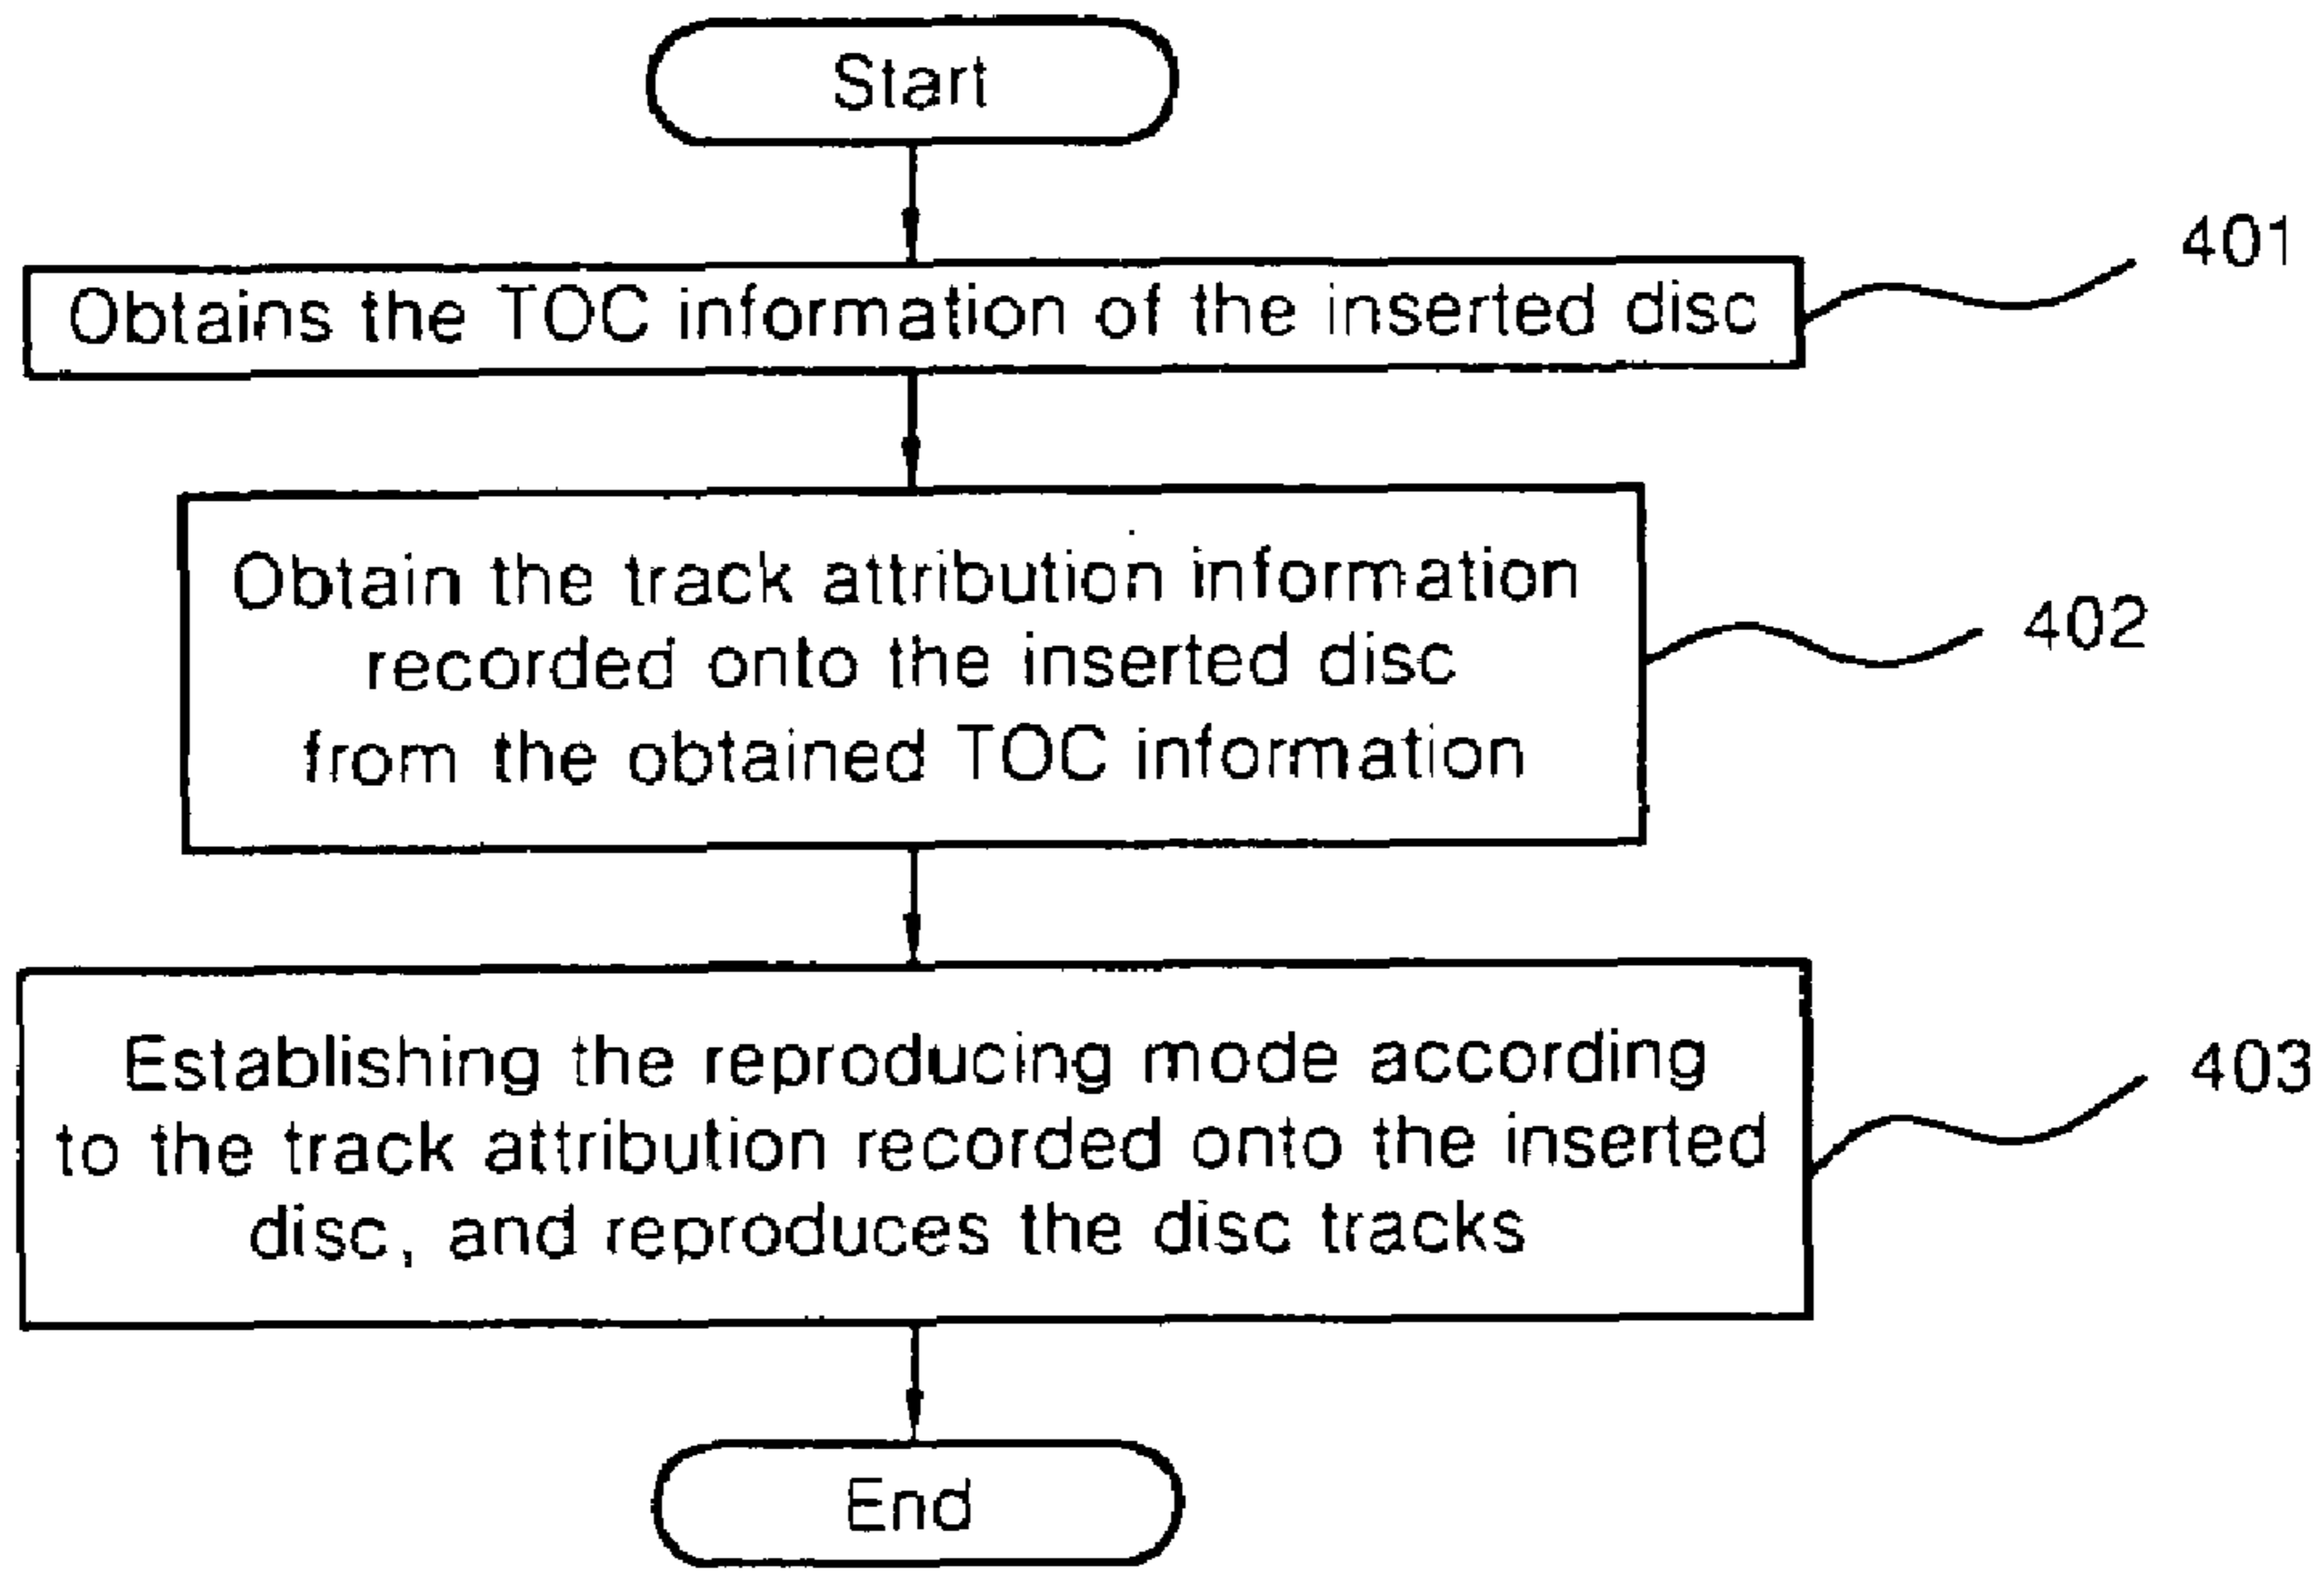 Start
401
Obtains the TOC information of the inserted disc
Obtain the track attribution information
recorded onto the inserted disc
from the obtained TOC information
402
Establishing the reproducing mode according
to the track attribution recorded onto the inserted
disc, and reproduces the disc tracks
403
End